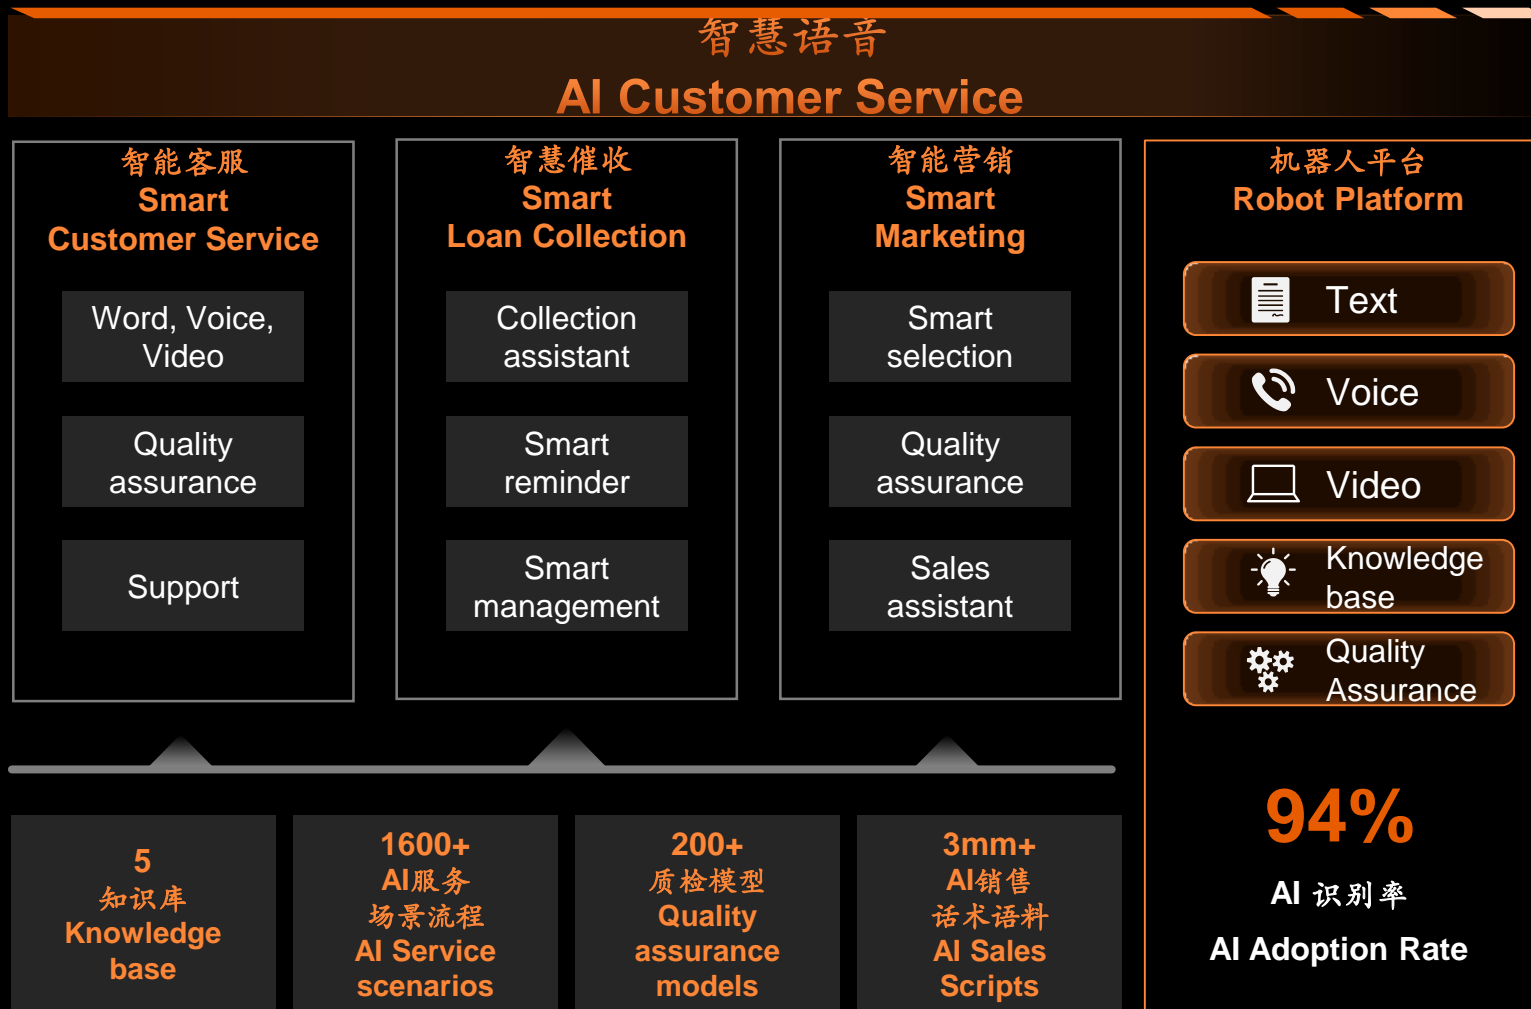 智慧语音
AI Customer Service
智能客服
Smart
Customer Service
Word, Voice,
Video
Quality
assurance
Support
智慧催收
Smart
Loan Collection
Collection
assistant
Smart
reminder
Smart
management
智能营销
Smart
Marketing
Smart
selection
Quality
assurance
Sales
assistant
机器人平台
Robot Platform
Text
Voice
Video
Knowledge
base
Quality
Assurance
5
知识库
Knowledge
base
1600+
AI服务
场景流程
AI Service
scenarios
200+
质检模型
Quality
assurance
models
3mm+
AI销售
话术语料
AI Sales
Scripts
94%
AI 识别率
AI Adoption Rate